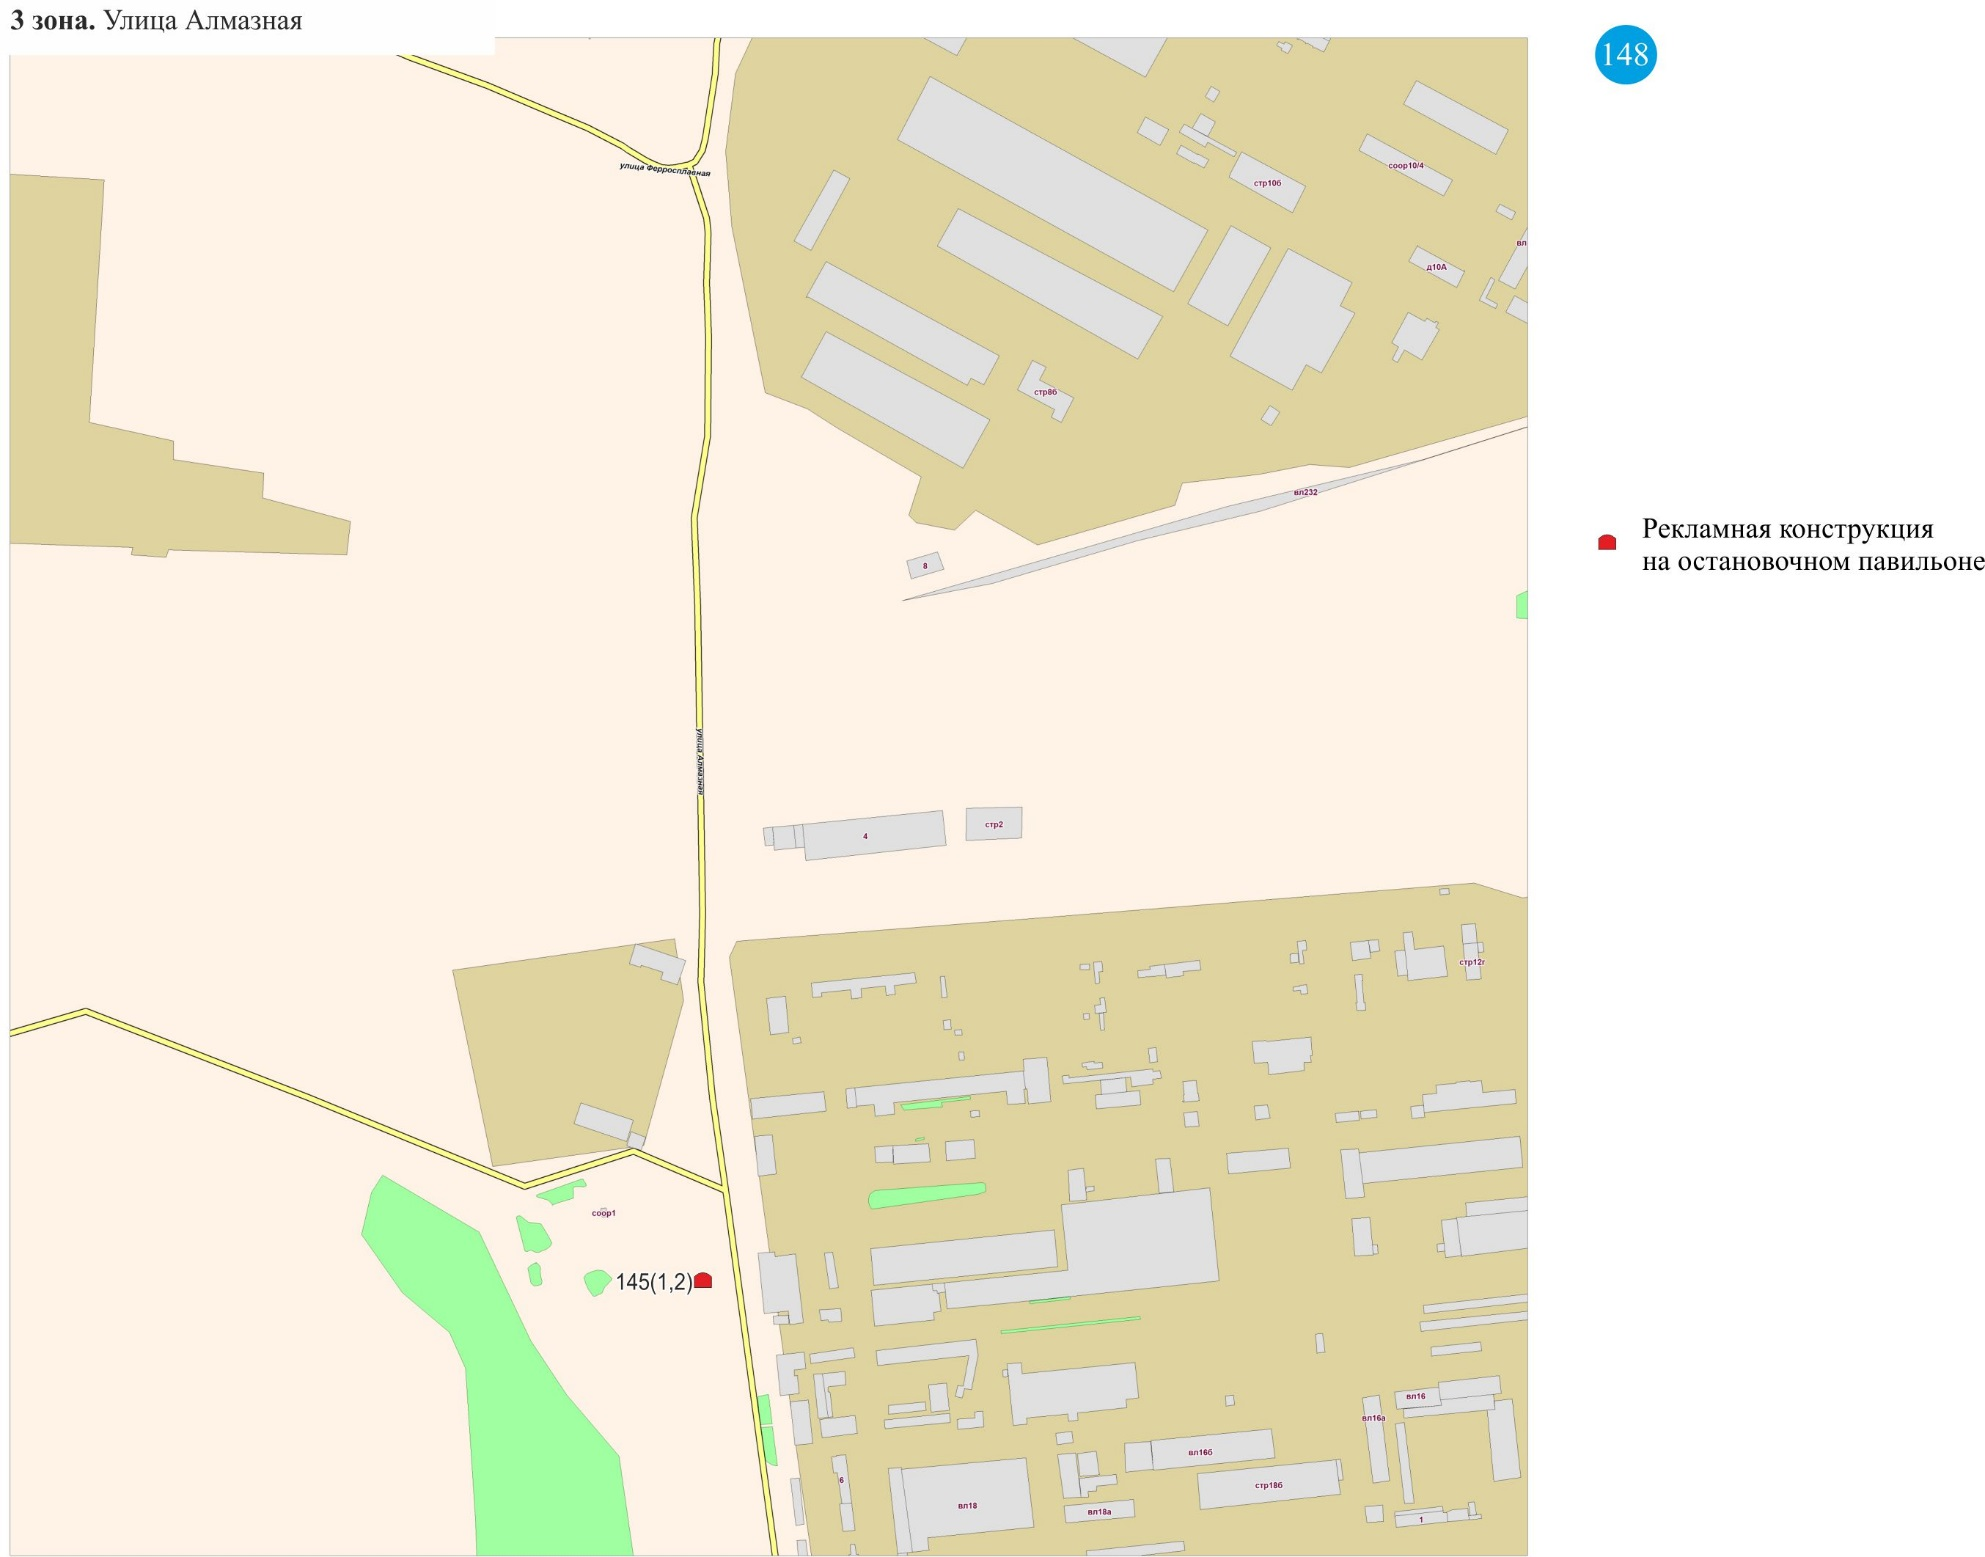 3 зона. Улица Алмазная
148
улица Ферросплавная
стр10б
соор10/4
вл
д10А
стр8б
вл232
8
Рекламная конструкция
на остановочном павильоне
улица Алмазная
4
стр2
стр12г
соор1
145(1,2)
вл16
вл16а
вл16б
6
стр18б
вл18
вл18а
1